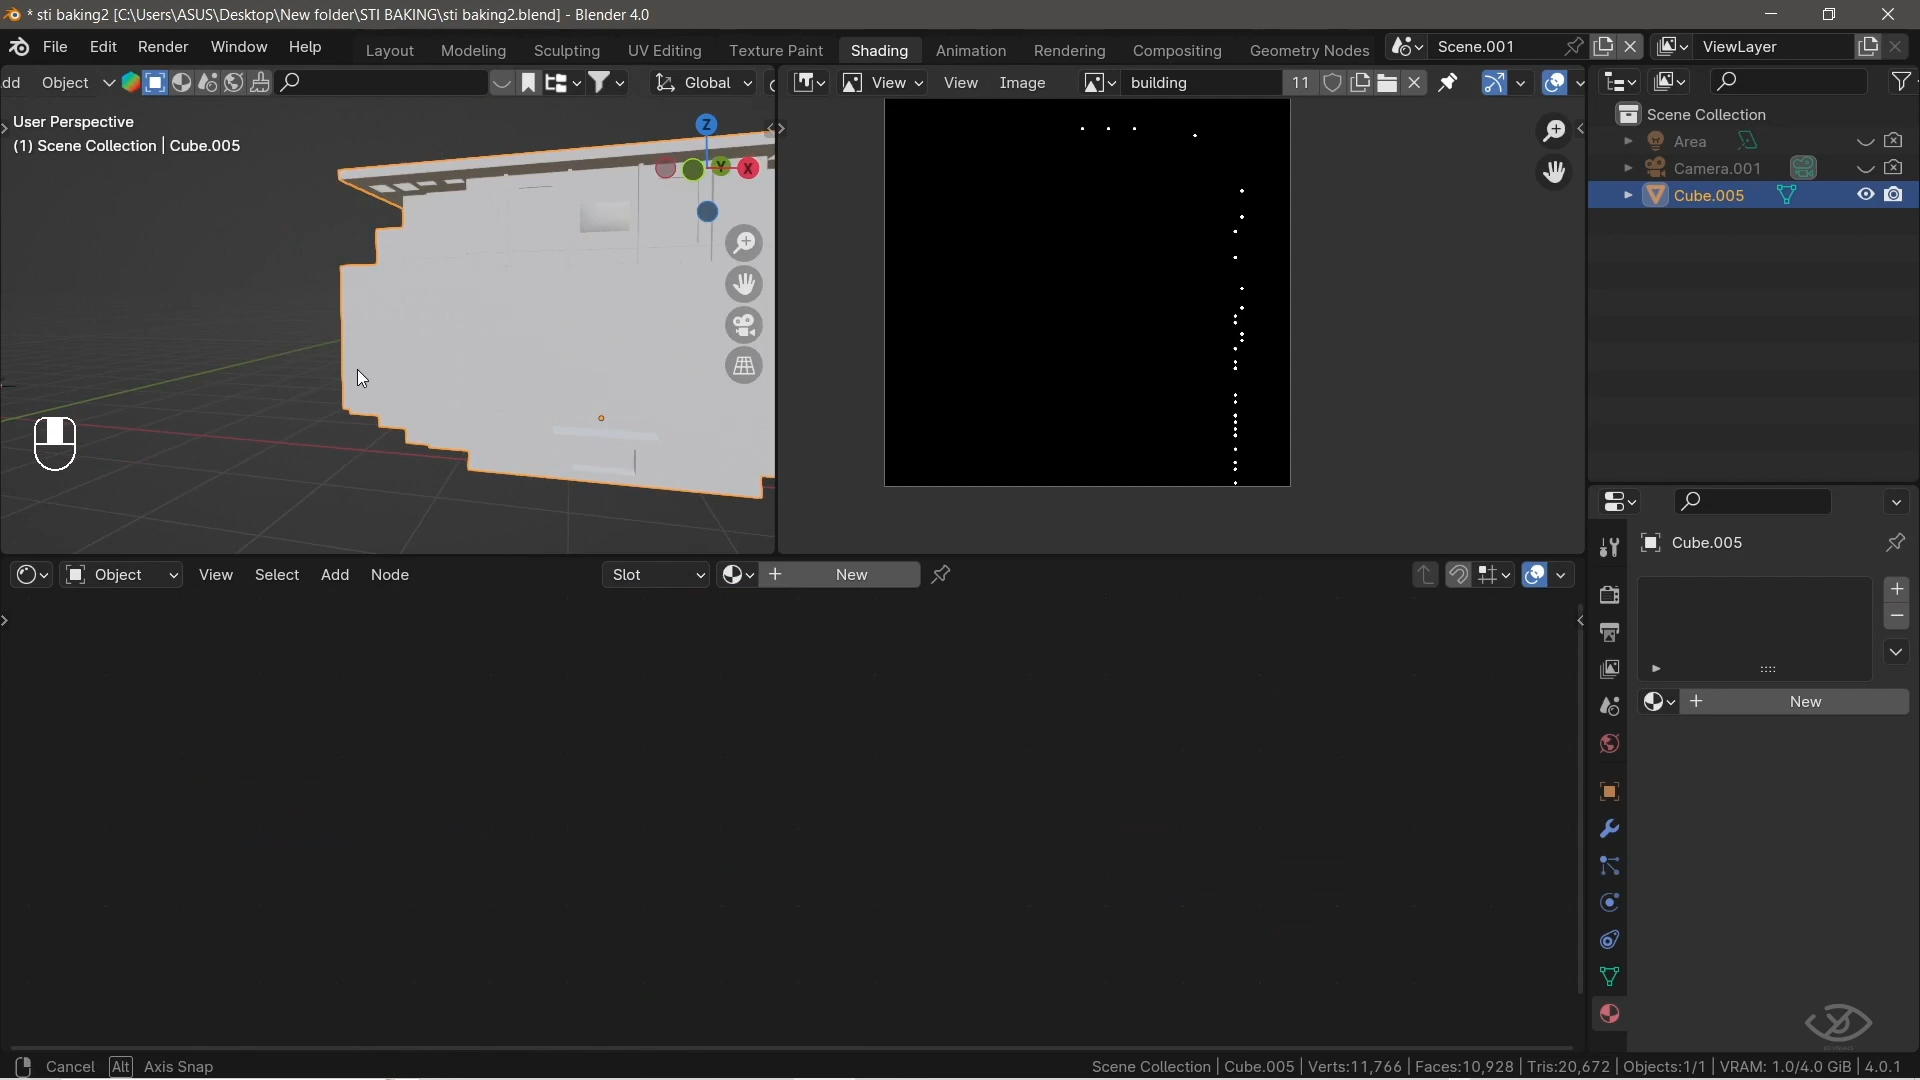 * sti baking2 [C:\Users\ASUS\Desktop\New folder\STI BAKING\sti baking2.blend] - Blender 4.0
File Edit Render Window Help Layout Modeling Sculpting UV Editing Texture Paint Shading Animation Rendering Compositing Geometry Nodes Scene.001 ViewLayer
dd Object Global View View Image building 11
User Perspective
(1) Scene Collection | Cube.005
Z
Y
X
Scene Collection
Area
Camera.001
Cube.005
Cube.005
Object View Select Add Node Slot New
New
Cancel Alt Axis Snap Scene Collection | Cube.005 | Verts:11,766 | Faces:10,928 | Tris:20,672 | Objects:1/1 | VRAM: 1.0/4.0 GiB | 4.0.1